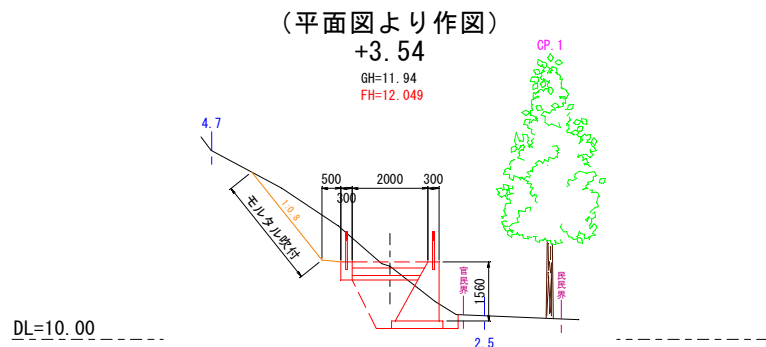 (平面図より作図)
+3.54
GH=11.94
FH=12.049
CP.1
4.7
500
300
2000
300
1:0.8
モルタル吹付
官民界
1560
民民界
2.5
DL=10.00